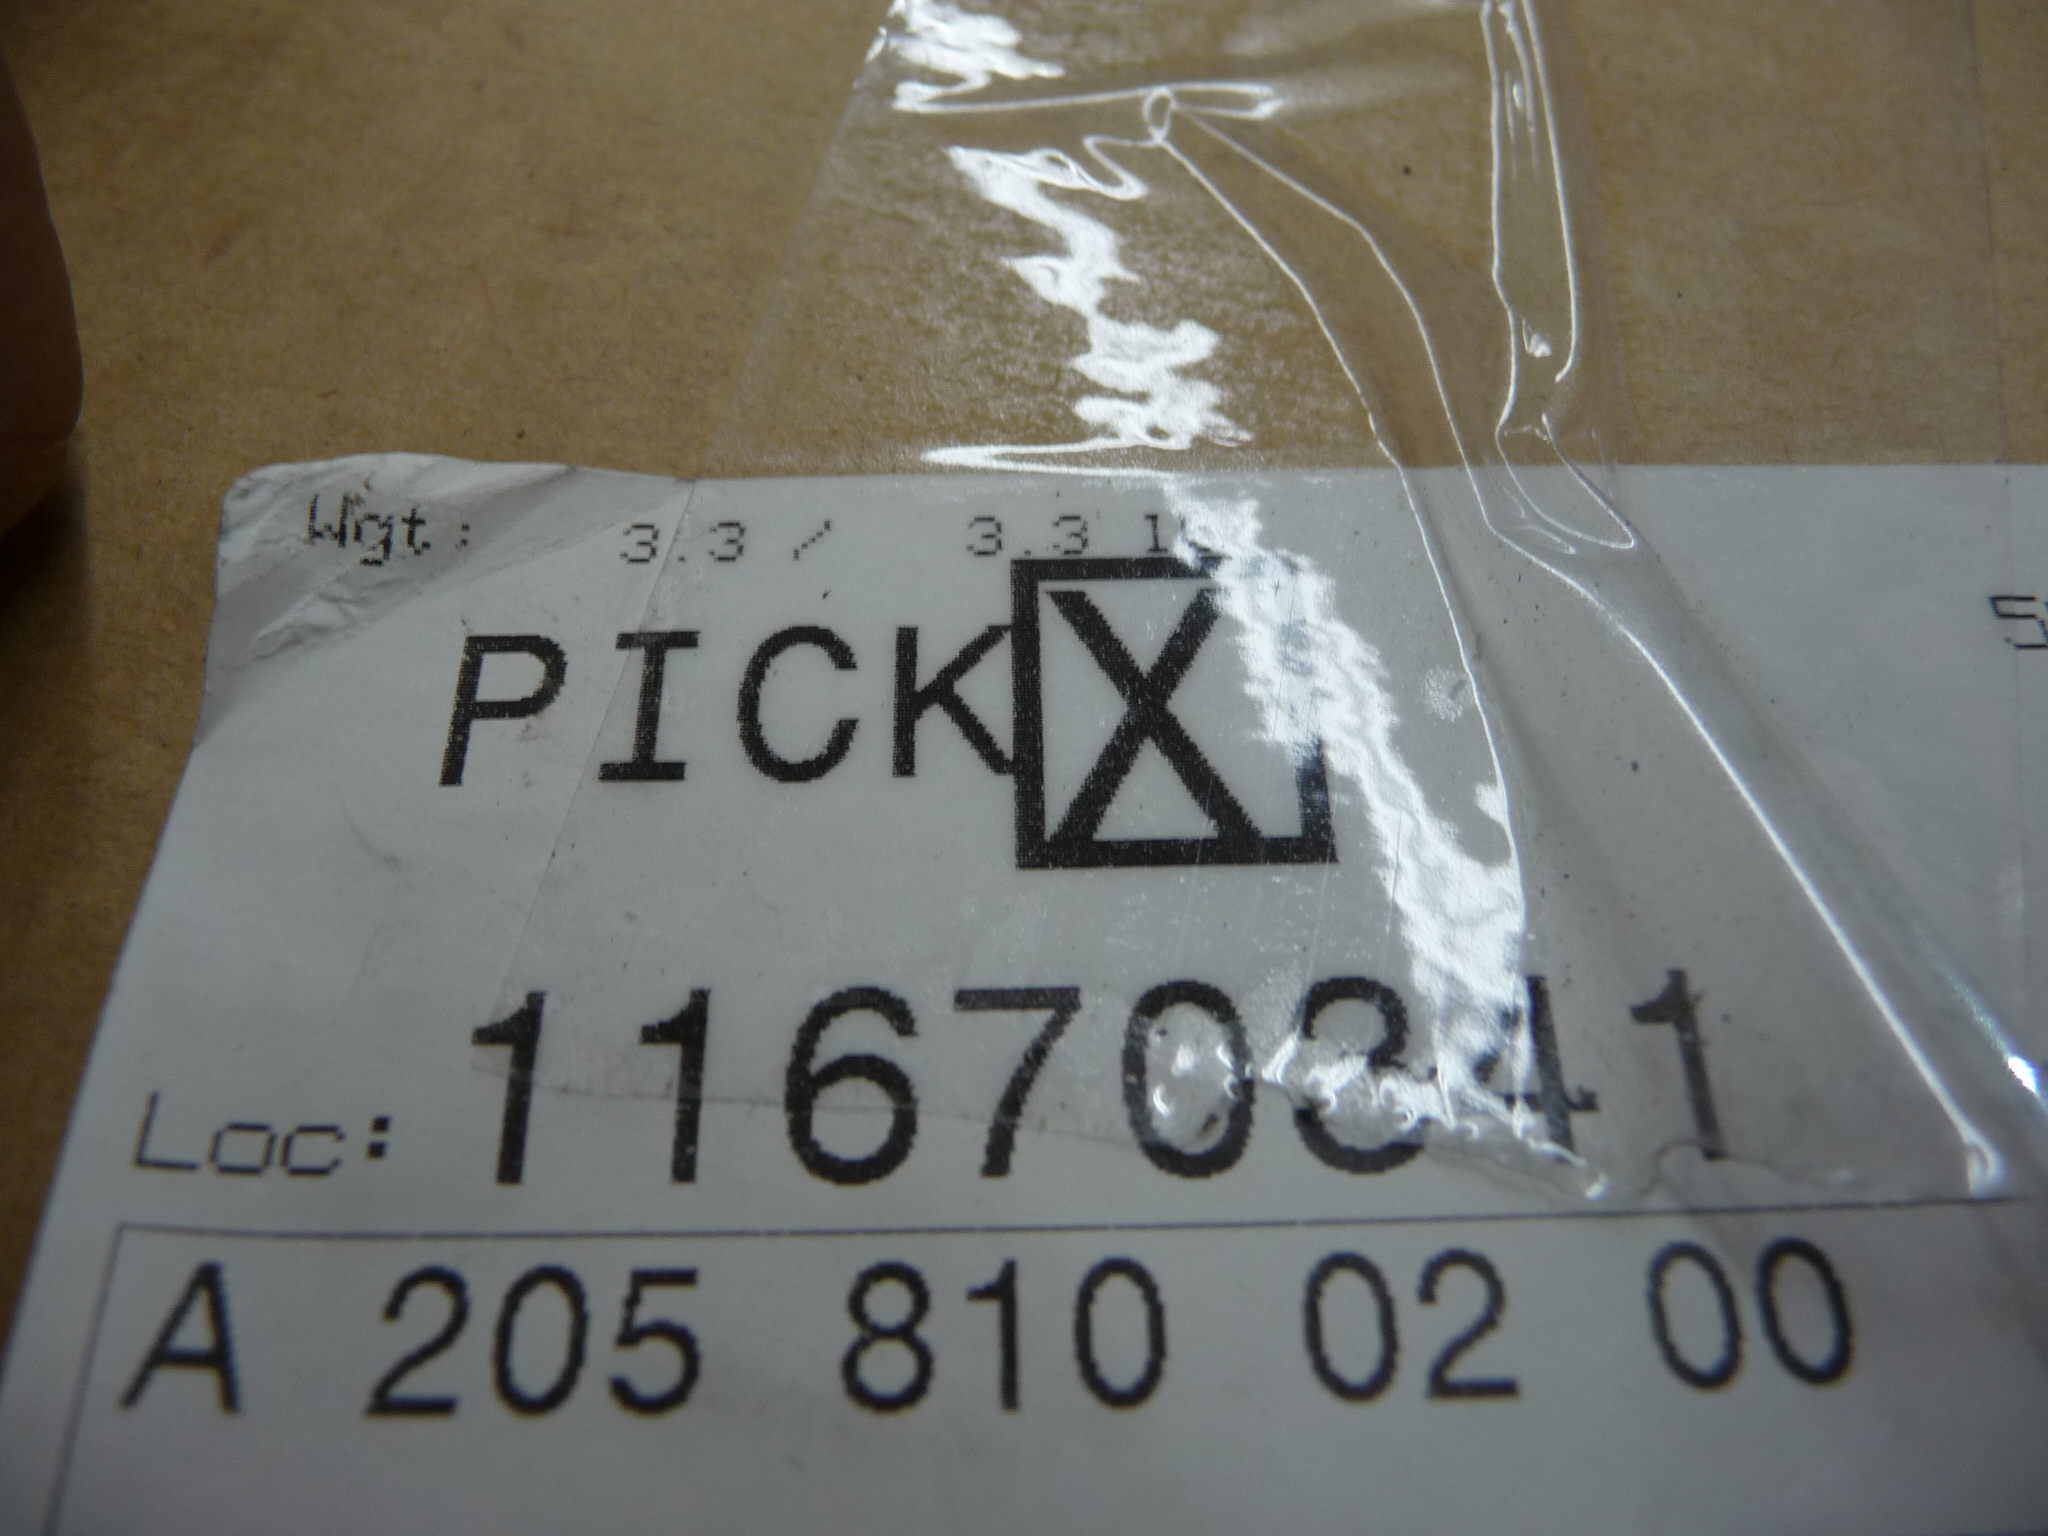 Wgt: 3.3 / 3.3
PICK X
Loc: 11670341
A 205 810 02 00